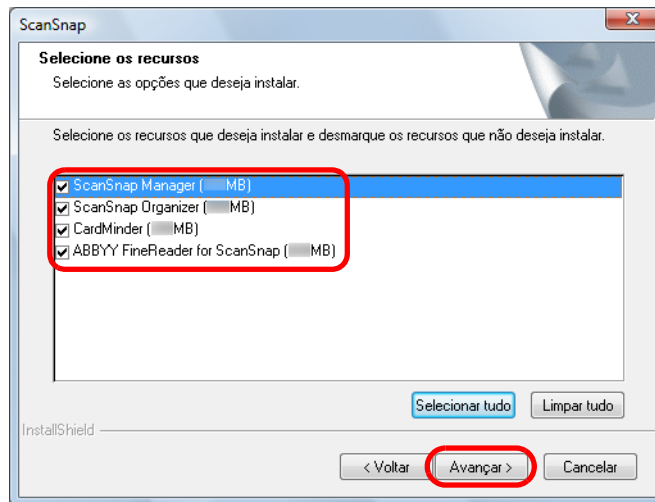 ScanSnap
Selecione os recursos
Selecione as opções que deseja instalar.
Selecione os recursos que deseja instalar e desmarque os recursos que não deseja instalar.
ScanSnap Manager ( MB)
ScanSnap Organizer ( MB)
CardMinder ( MB)
ABBYY FineReader for ScanSnap ( MB)
Selecionar tudo Limpar tudo
InstallShield
< Voltar Avançar > Cancelar